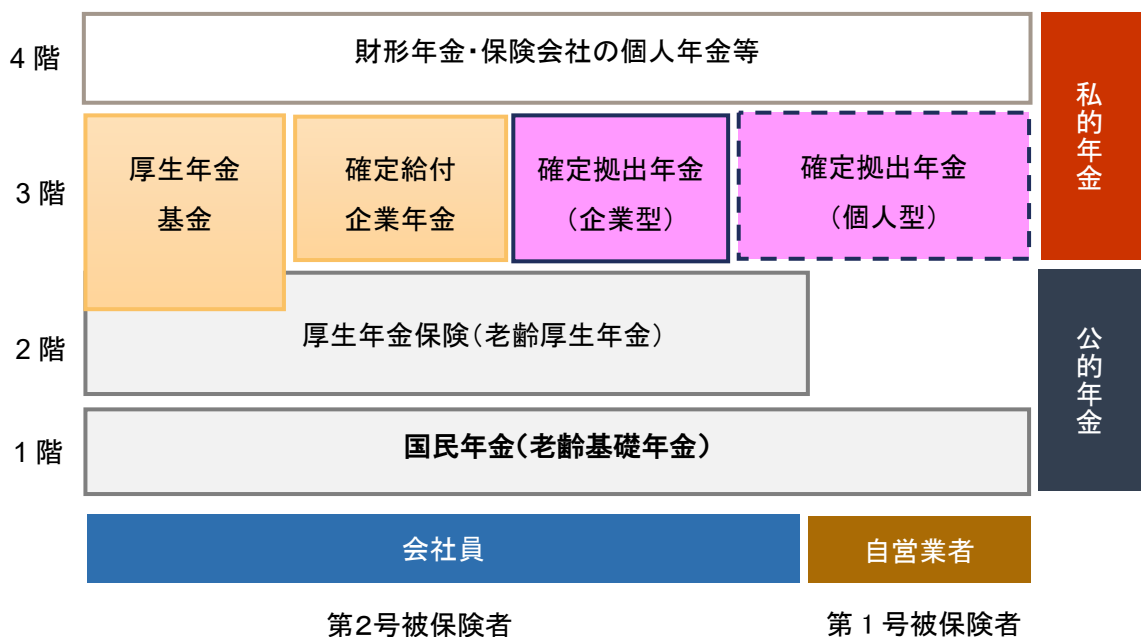 4 階
財形年金・保険会社の個人年金等
私的年金
3 階
厚生年金
基金
確定給付
企業年金
確定拠出年金
（企業型）
確定拠出年金
（個人型）
2 階
厚生年金保険（老齢厚生年金）
公的年金
1 階
国民年金（老齢基礎年金）
会社員
自営業者
第２号被保険者
第 1 号被保険者